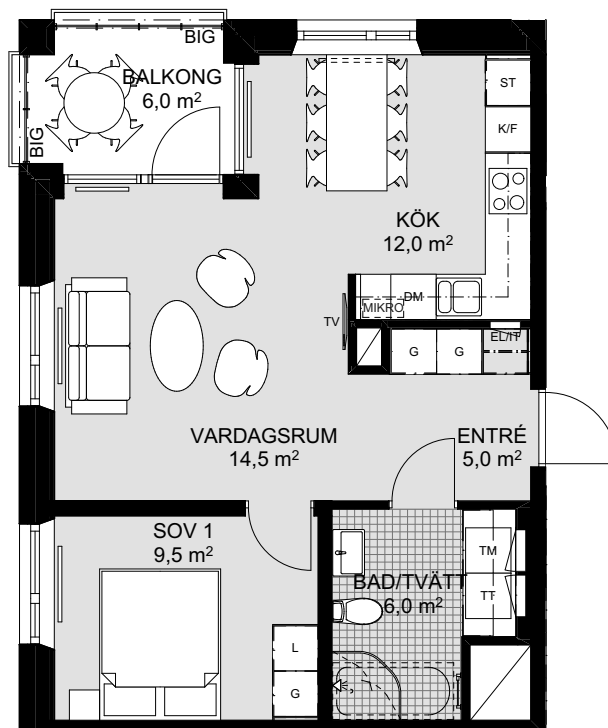 BIG
BALKONG
6,0 m²
BIG
ST
K/F
KÖK
12,0 m²
DM
MIKRO
TV
G
G
EL/IT
VARDAGSRUM
14,5 m²
ENTRÉ
5,0 m²
SOV 1
9,5 m²
TM
BAD/TVÄTT
6,0 m²
TT
L
G